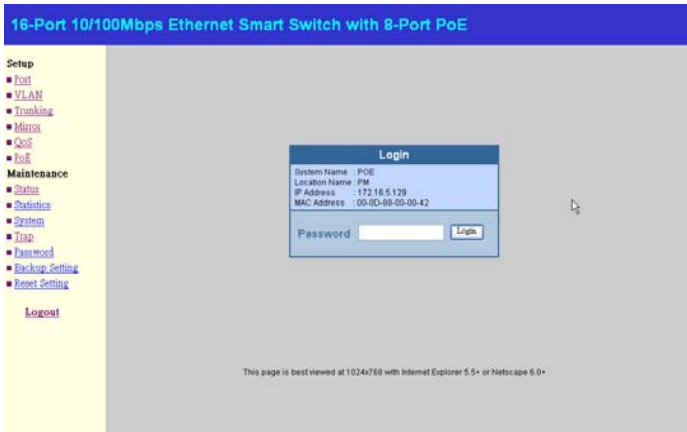 16-Port 10/100Mbps Ethernet Smart Switch with 8-Port PoE
Setup
Port
VLAN
Trunking
Mirror
QoS
PoE
Maintenance
Status
Statistics
System
Trap
Password
Backup Setting
Reset Setting
Logout
Login
System Name : POE
Location Name : PM
IP Address : 172.16.5.129
MAC Address : 00-0D-98-00-00-42
Password Login
This page is best viewed at 1024x768 with Internet Explorer 5.5+ or Netscape 6.0+